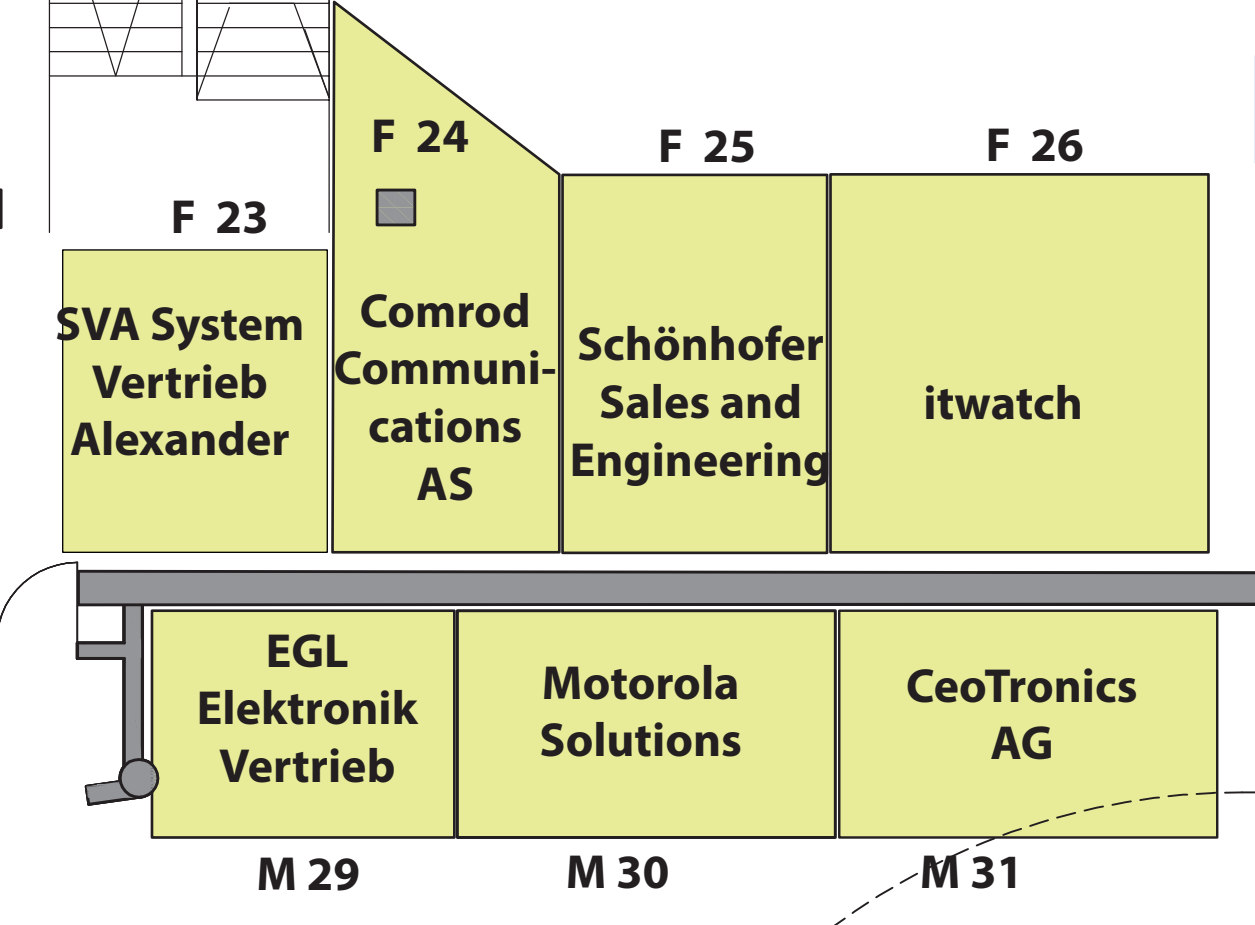 F 24
F 25
F 26
F 23
SVA System
Vertrieb
Alexander
Comrod
Communi-
cations
AS
Schönhofer
Sales and
Engineering
itwatch
EGL
Elektronik
Vertrieb
Motorola
Solutions
CeoTronics
AG
M 29
M 30
M 31